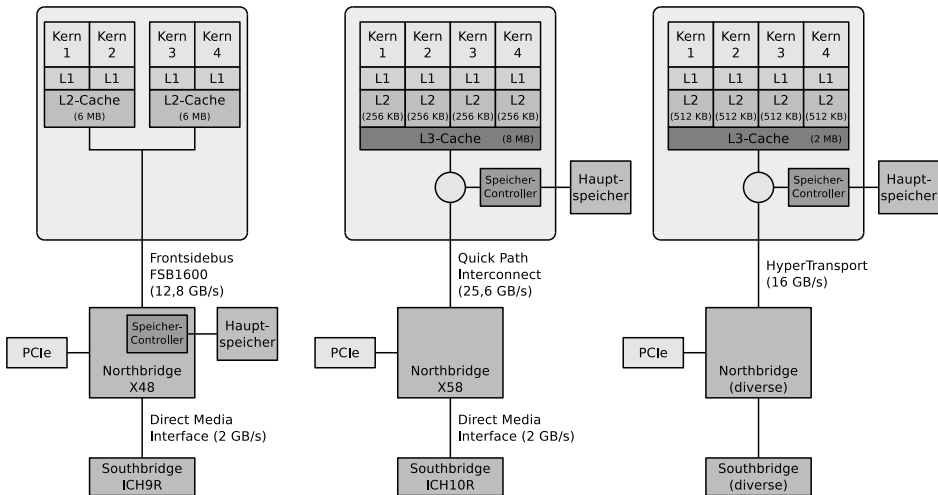 Kern
1
Kern
2
Kern
3
Kern
4
L1
L1
L1
L1
L2-Cache
(6 MB)
L2-Cache
(6 MB)
Frontsidebus
FSB1600
(12,8 GB/s)
Speicher-
Controller
Haupt-
speicher
PCIe
Northbridge
X48
Direct Media
Interface (2 GB/s)
Southbridge
ICH9R
Kern
1
Kern
2
Kern
3
Kern
4
L1
L1
L1
L1
L2
(256 KB)
L2
(256 KB)
L2
(256 KB)
L2
(256 KB)
L3-Cache (8 MB)
Speicher-
Controller
Haupt-
speicher
Quick Path
Interconnect
(25,6 GB/s)
PCIe
Northbridge
X58
Direct Media
Interface (2 GB/s)
Southbridge
ICH10R
Kern
1
Kern
2
Kern
3
Kern
4
L1
L1
L1
L1
L2
(512 KB)
L2
(512 KB)
L2
(512 KB)
L2
(512 KB)
L3-Cache (2 MB)
Speicher-
Controller
Haupt-
speicher
HyperTransport
(16 GB/s)
PCIe
Northbridge
(diverse)
Southbridge
(diverse)